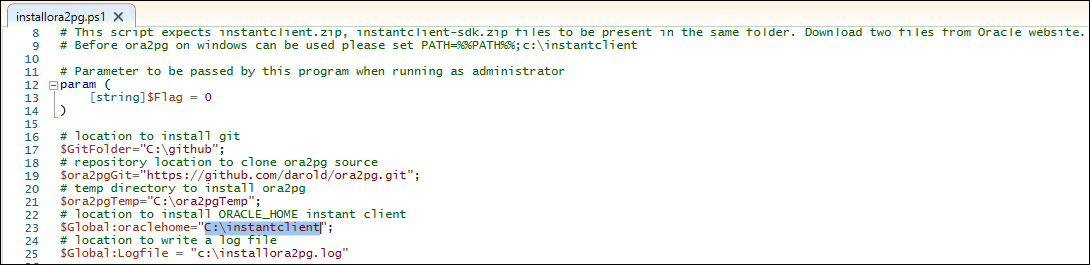 installora2pg.ps1 X
8 # This script expects instantclient.zip, instantclient-sdk.zip files to be present in the same folder. Download two files from Oracle website.
9 # Before ora2pg on windows can be used please set PATH=%%PATH%%;c:\instantclient
10
11 # Parameter to be passed by this program when running as administrator
12 param (
13 [string]$Flag = 0
14 )
15
16 # location to install git
17 $GitFolder="C:\github";
18 # repository location to clone ora2pg source
19 $ora2pgGit="https://github.com/darold/ora2pg.git";
20 # temp directory to install ora2pg
21 $ora2pgTemp="C:\ora2pgTemp";
22 # location to install ORACLE_HOME instant client
23 $Global:oraclehome="C:\instantclient";
24 # location to write a log file
25 $Global:Logfile = "c:\installora2pg.log"